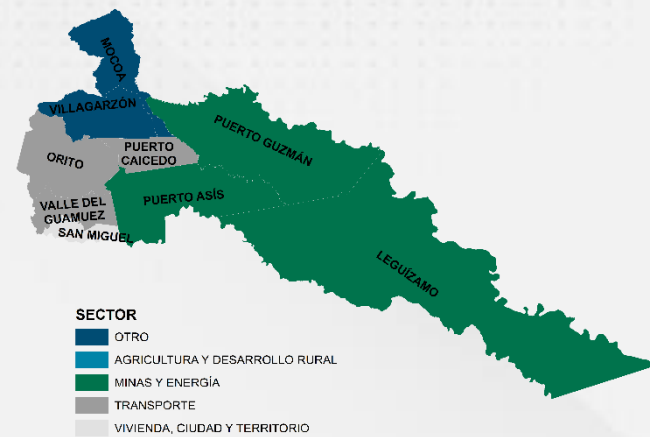 MOCOA
VILLAGARZÓN
PUERTO GUZMÁN
ORITO
PUERTO
CAICEDO
PUERTO ASÍS
VALLE DEL
GUAMUEZ
SAN MIGUEL
LEGUÍZAMO
SECTOR
OTRO
AGRICULTURA Y DESARROLLO RURAL
MINAS Y ENERGÍA
TRANSPORTE
VIVIENDA, CIUDAD Y TERRITORIO